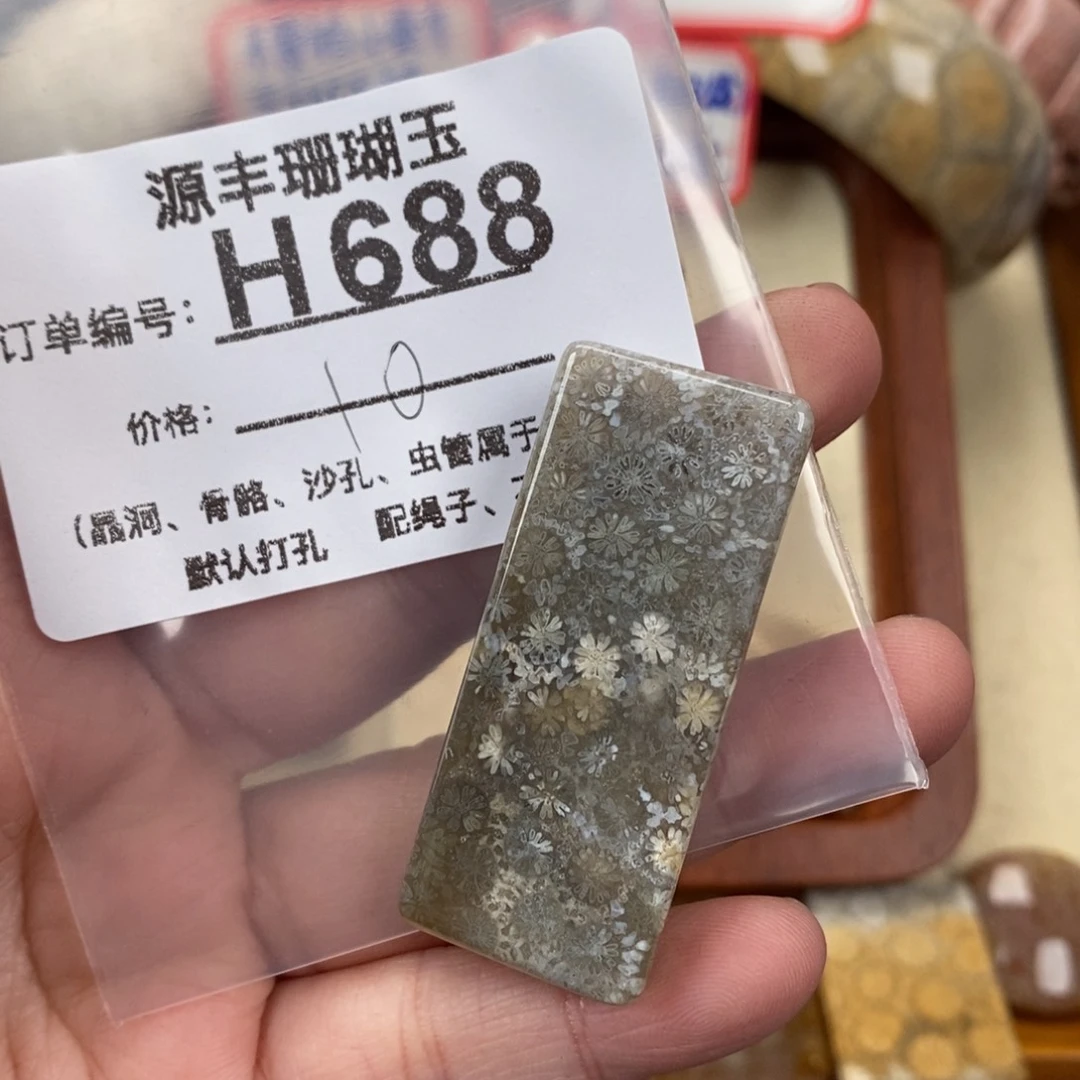 源丰珊瑚玉
订单编号: H688
价格: 10
(晶洞、骨骼、沙孔、虫管属于
默认打孔 配绳子、